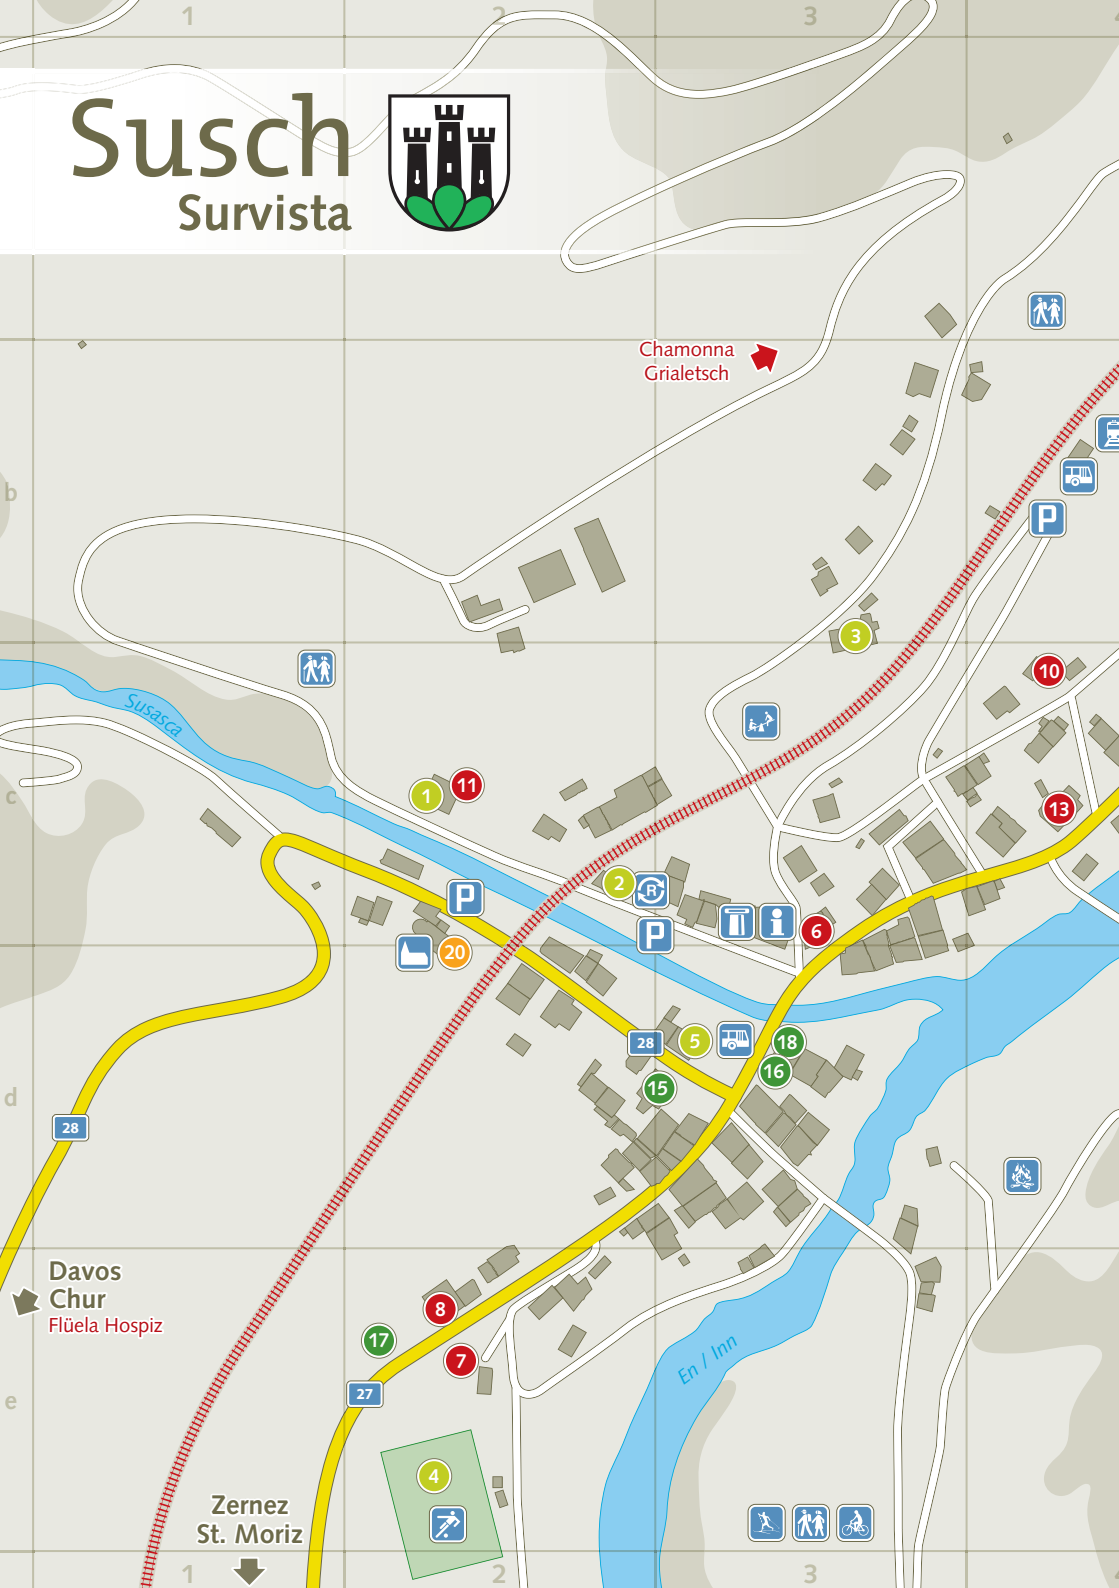 1
2
3
4
Susch
Survista
Chamonna
Grialetsch
b
P
3
10
Susasca
c
1
11
13
2
R
P
P
i
6
20
28
5
18
16
15
d
28
Davos
Chur
Flüela Hospiz
8
17
7
27
En / Inn
e
4
Zernez
St. Moriz
1
2
3